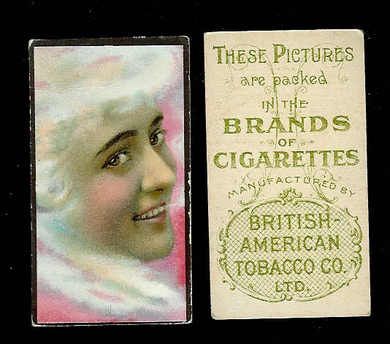 THESE PICTURES
are packed
IN THE
BRANDS
OF
CIGARETTES
MANUFACTURED BY
BRITISH-
AMERICAN
TOBACCO CO.
LTD.